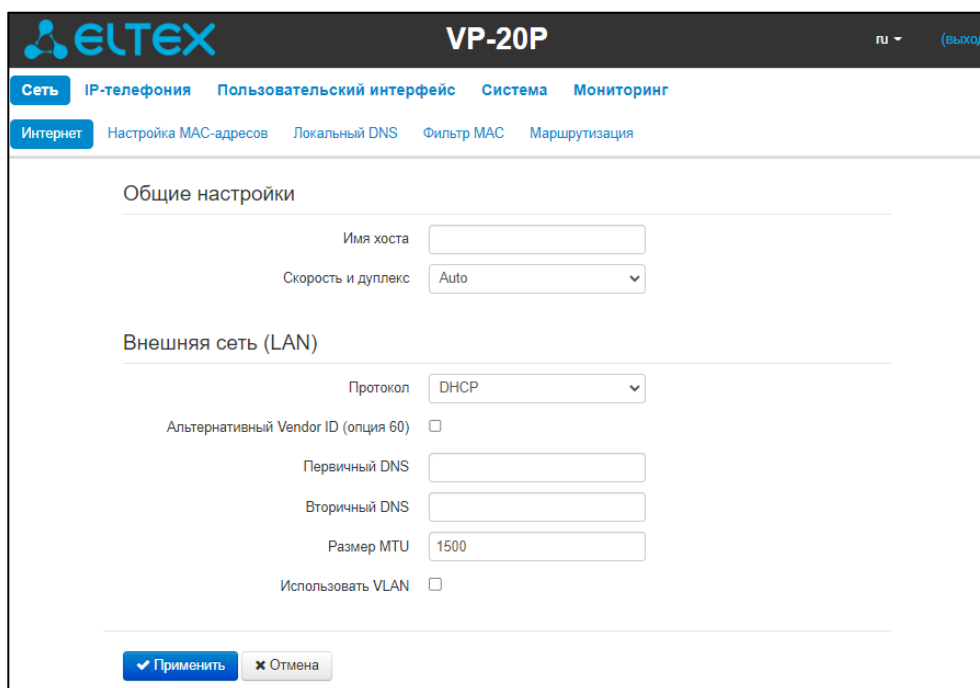 ELTEX VP-20P ru (выход
Сеть IP-телефония Пользовательский интерфейс Система Мониторинг
Интернет Настройка MAC-адресов Локальный DNS Фильтр MAC Маршрутизация
Общие настройки
Имя хоста
Скорость и дуплекс Auto
Внешняя сеть (LAN)
Протокол DHCP
Альтернативный Vendor ID (опция 60)
Первичный DNS
Вторичный DNS
Размер MTU 1500
Использовать VLAN
Применить Отмена